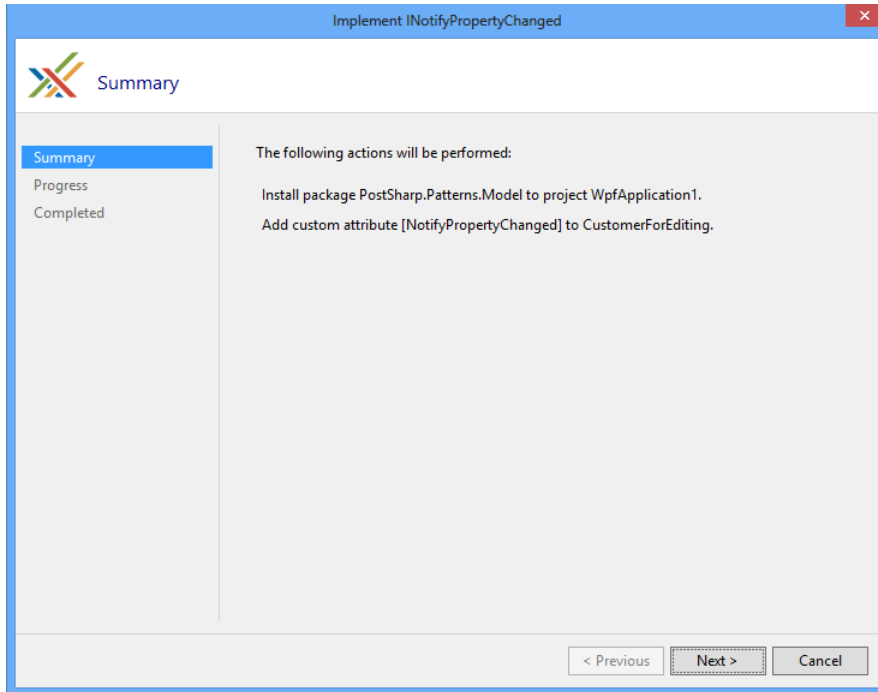 Implement INotifyPropertyChanged
Summary
Summary
Progress
Completed
The following actions will be performed:
Install package PostSharp.Patterns.Model to project WpfApplication1.
Add custom attribute [NotifyPropertyChanged] to CustomerForEditing.
< Previous
Next >
Cancel